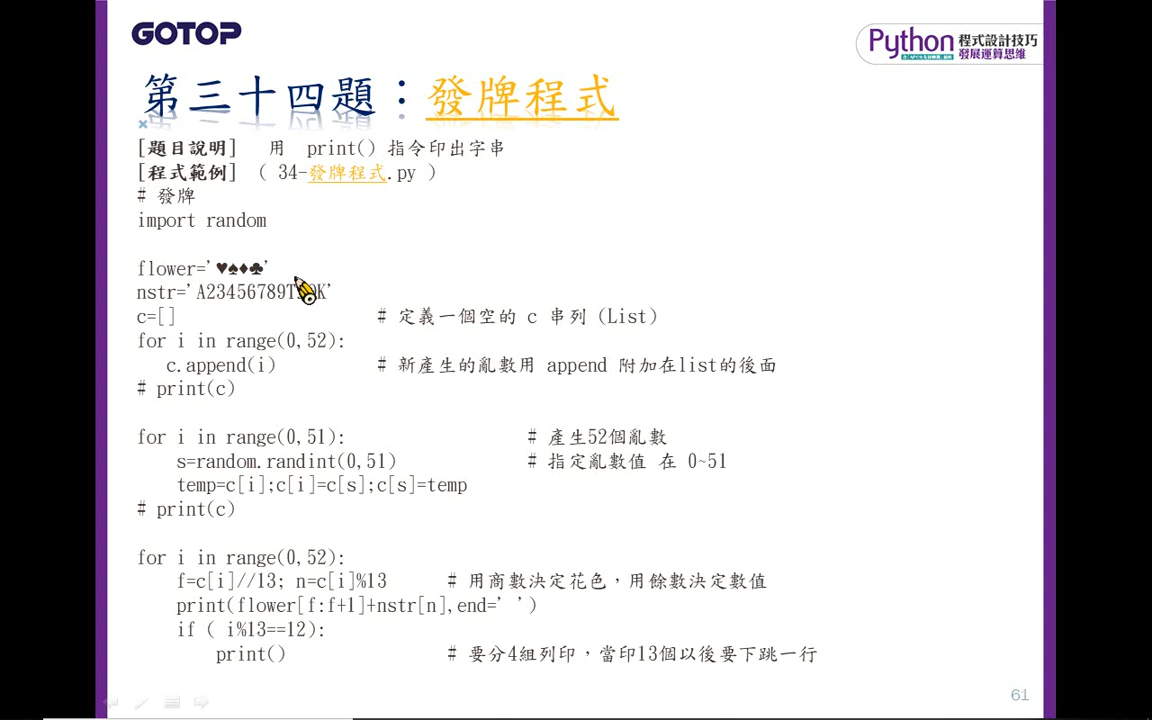 GOTOP
Python 程式設計技巧
發展運算思維
第三十四題：發牌程式
[題目說明] 用 print() 指令印出字串
[程式範例] ( 34-發牌程式.py )
# 發牌
import random
flower='♥♠♦♣'
nstr='A23456789T K'
c=[] # 定義一個空的 c 串列 (List)
for i in range(0,52):
c.append(i) # 新產生的亂數用 append 附加在list的後面
# print(c)
for i in range(0,51): # 產生52個亂數
s=random.randint(0,51) # 指定亂數值 在 0~51
temp=c[i];c[i]=c[s];c[s]=temp
# print(c)
for i in range(0,52):
f=c[i]//13; n=c[i]%13 # 用商數決定花色，用餘數決定數值
print(flower[f:f+1]+nstr[n],end=' ')
if ( i%13==12):
print() # 要分4組列印，當印13個以後要下跳一行
61